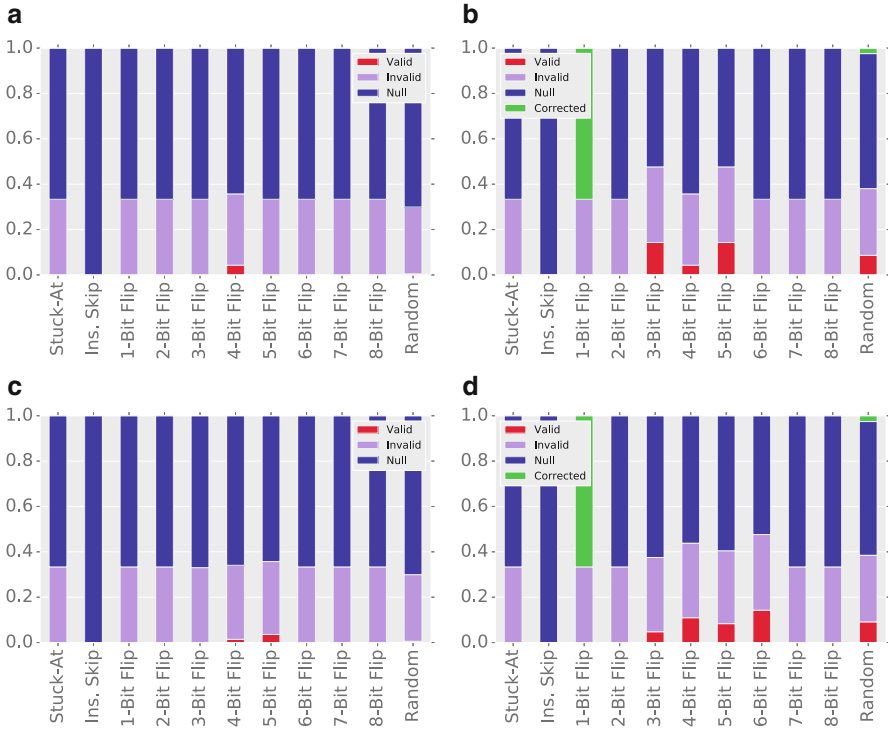 a
1.0
0.8
0.6
0.4
0.2
0.0
Valid
Invalid
Null
Stuck-At
Ins. Skip
1-Bit Flip
2-Bit Flip
3-Bit Flip
4-Bit Flip
5-Bit Flip
6-Bit Flip
7-Bit Flip
8-Bit Flip
Random
b
1.0
0.8
0.6
0.4
0.2
0.0
Valid
Invalid
Null
Corrected
Stuck-At
Ins. Skip
1-Bit Flip
2-Bit Flip
3-Bit Flip
4-Bit Flip
5-Bit Flip
6-Bit Flip
7-Bit Flip
8-Bit Flip
Random
c
1.0
0.8
0.6
0.4
0.2
0.0
Valid
Invalid
Null
Stuck-At
Ins. Skip
1-Bit Flip
2-Bit Flip
3-Bit Flip
4-Bit Flip
5-Bit Flip
6-Bit Flip
7-Bit Flip
8-Bit Flip
Random
d
1.0
0.8
0.6
0.4
0.2
0.0
Valid
Invalid
Null
Corrected
Stuck-At
Ins. Skip
1-Bit Flip
2-Bit Flip
3-Bit Flip
4-Bit Flip
5-Bit Flip
6-Bit Flip
7-Bit Flip
8-Bit Flip
Random